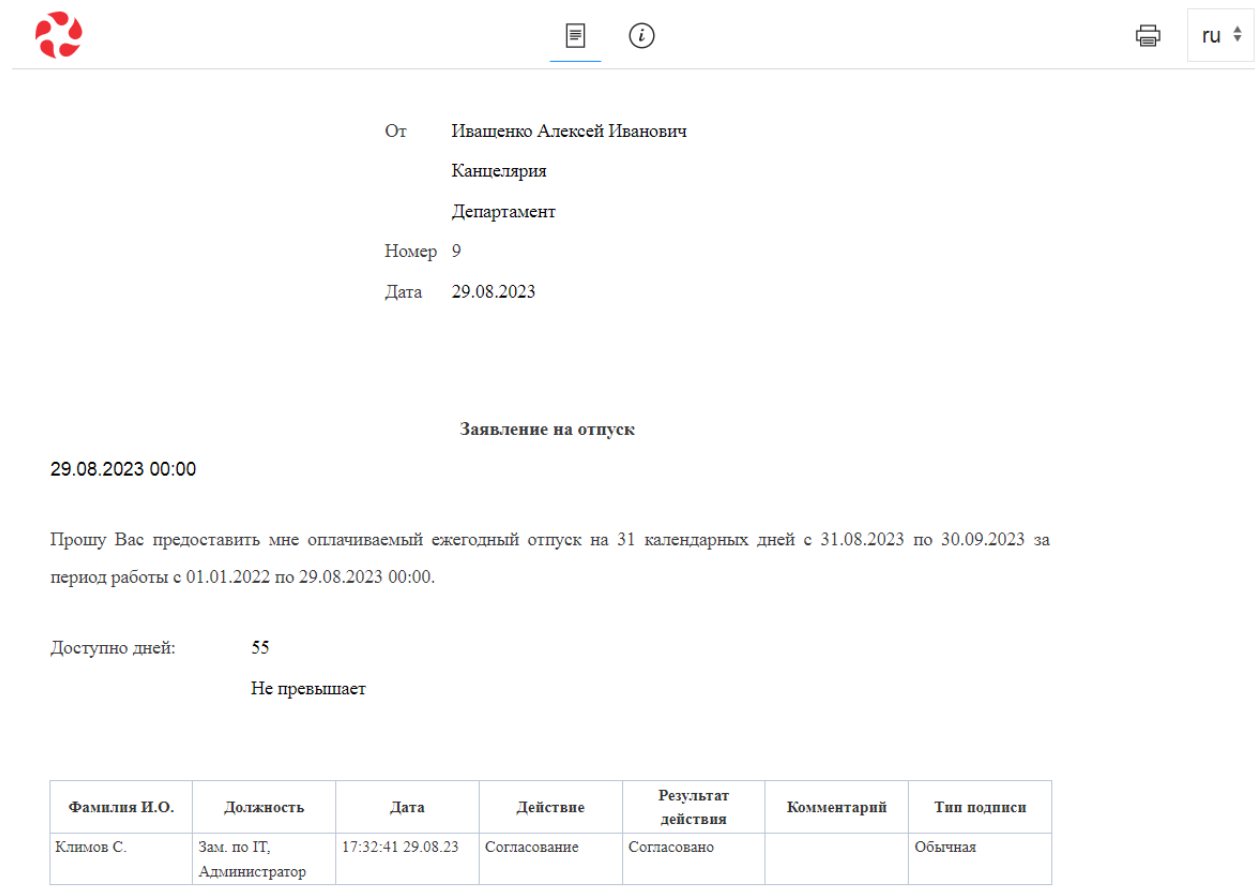 ru
От Иващенко Алексей Иванович
Канцелярия
Департамент
Номер 9
Дата 29.08.2023
Заявление на отпуск
29.08.2023 00:00
Прошу Вас предоставить мне оплачиваемый ежегодный отпуск на 31 календарных дней с 31.08.2023 по 30.09.2023 за
период работы с 01.01.2022 по 29.08.2023 00:00.
Доступно дней: 55
Не превышает
Фамилия И.О. Должность Дата Действие Результат действия Комментарий Тип подписи
Климов С. Зам. по IT, Администратор 17:32:41 29.08.23 Согласование Согласовано Обычная